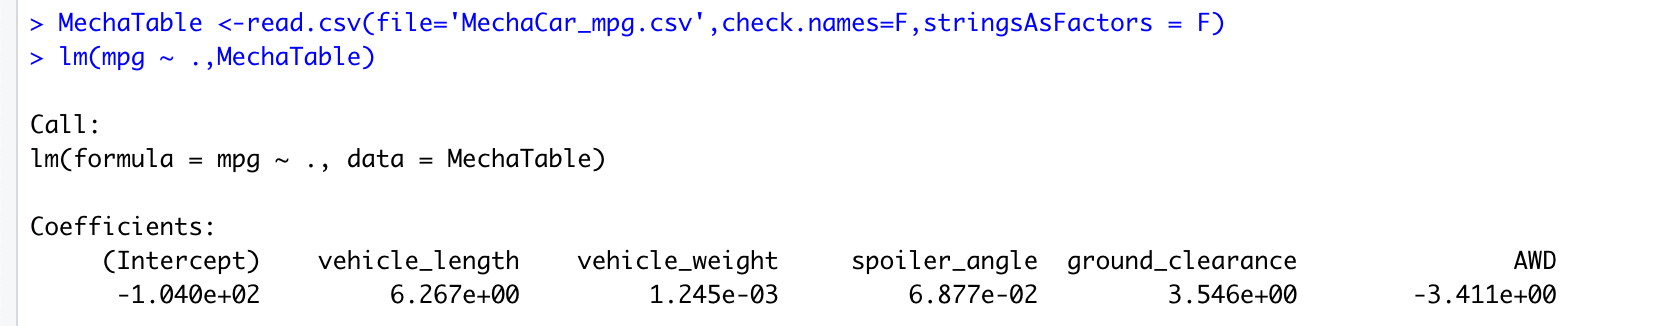 > MechaTable <-read.csv(file='MechaCar_mpg.csv',check.names=F,stringsAsFactors = F)
> lm(mpg ~ .,MechaTable)
Call:
lm(formula = mpg ~ ., data = MechaTable)
Coefficients:
(Intercept) vehicle_length vehicle_weight spoiler_angle ground_clearance AWD
-1.040e+02 6.267e+00 1.245e-03 6.877e-02 3.546e+00 -3.411e+00